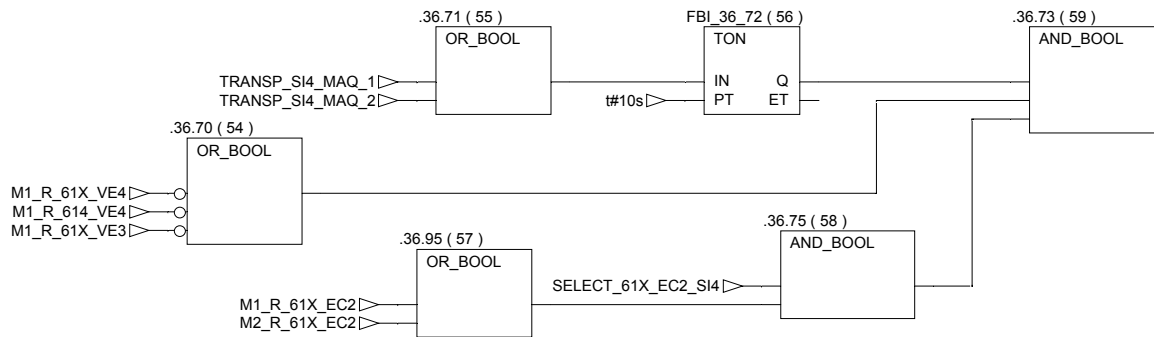 .36.71 ( 55 )
OR_BOOL
TRANSP_SI4_MAQ_1
TRANSP_SI4_MAQ_2
FBI_36_72 ( 56 )
TON
IN Q
t#10s PT ET
.36.73 ( 59 )
AND_BOOL
.36.70 ( 54 )
OR_BOOL
M1_R_61X_VE4
M1_R_614_VE4
M1_R_61X_VE3
.36.95 ( 57 )
OR_BOOL
M1_R_61X_EC2
M2_R_61X_EC2
.36.75 ( 58 )
AND_BOOL
SELECT_61X_EC2_SI4